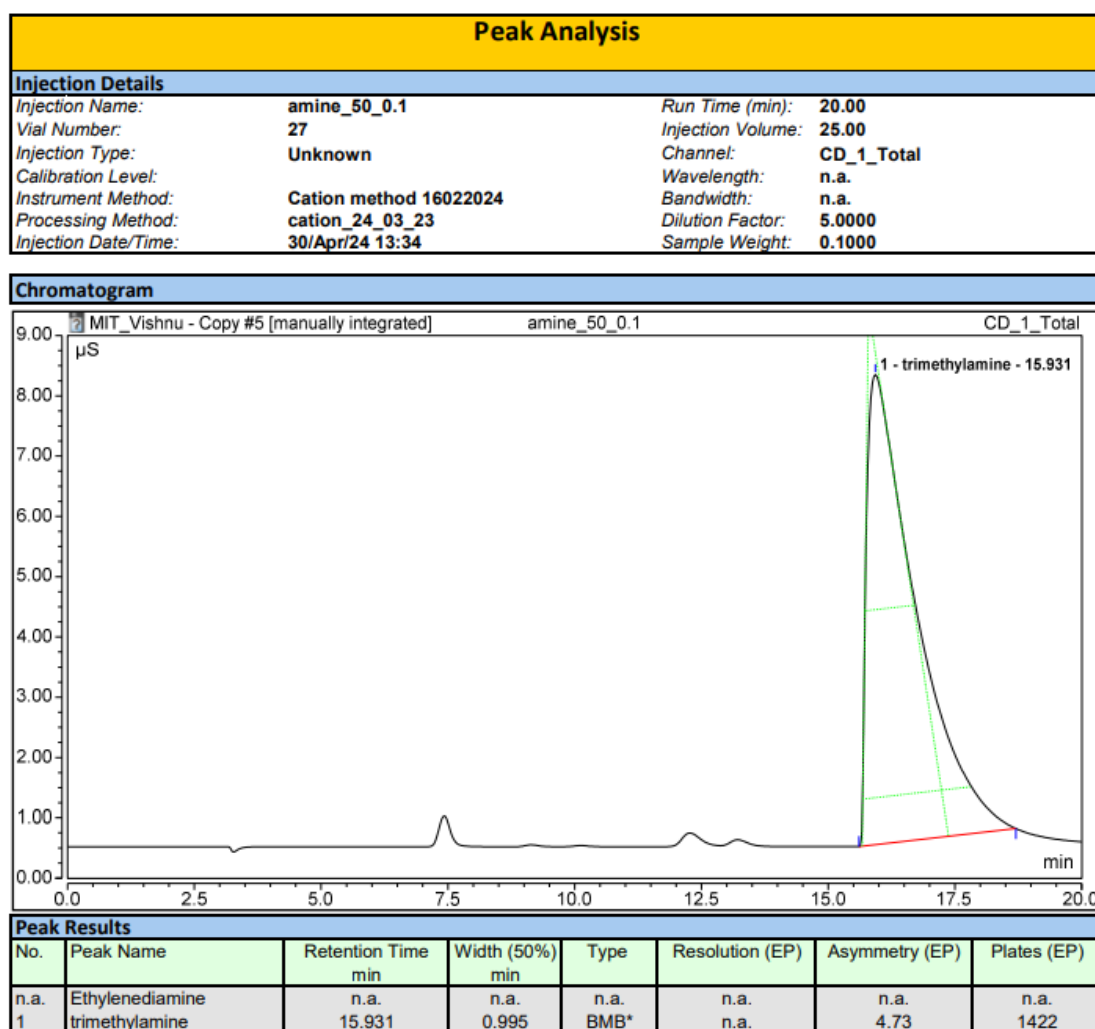 Peak Analysis
Injection Details
Injection Name: amine_50_0.1 Run Time (min): 20.00
Vial Number: 27 Injection Volume: 25.00
Injection Type: Unknown Channel: CD_1_Total
Calibration Level: Wavelength: n.a.
Instrument Method: Cation method 16022024 Bandwidth: n.a.
Processing Method: cation_24_03_23 Dilution Factor: 5.0000
Injection Date/Time: 30/Apr/24 13:34 Sample Weight: 0.1000
Chromatogram
MIT_Vishnu - Copy #5 [manually integrated] amine_50_0.1 CD_1_Total
9.00
µS
1 - trimethylamine - 15.931
8.00
7.00
6.00
5.00
4.00
3.00
2.00
1.00
min
0.00
0.0 2.5 5.0 7.5 10.0 12.5 15.0 17.5 20.0
Peak Results
No. Peak Name Retention Time Width (50%) Type Resolution (EP) Asymmetry (EP) Plates (EP)
min min
n.a. Ethylenediamine n.a. n.a. n.a. n.a. n.a. n.a.
1 trimethylamine 15.931 0.995 BMB* n.a. 4.73 1422